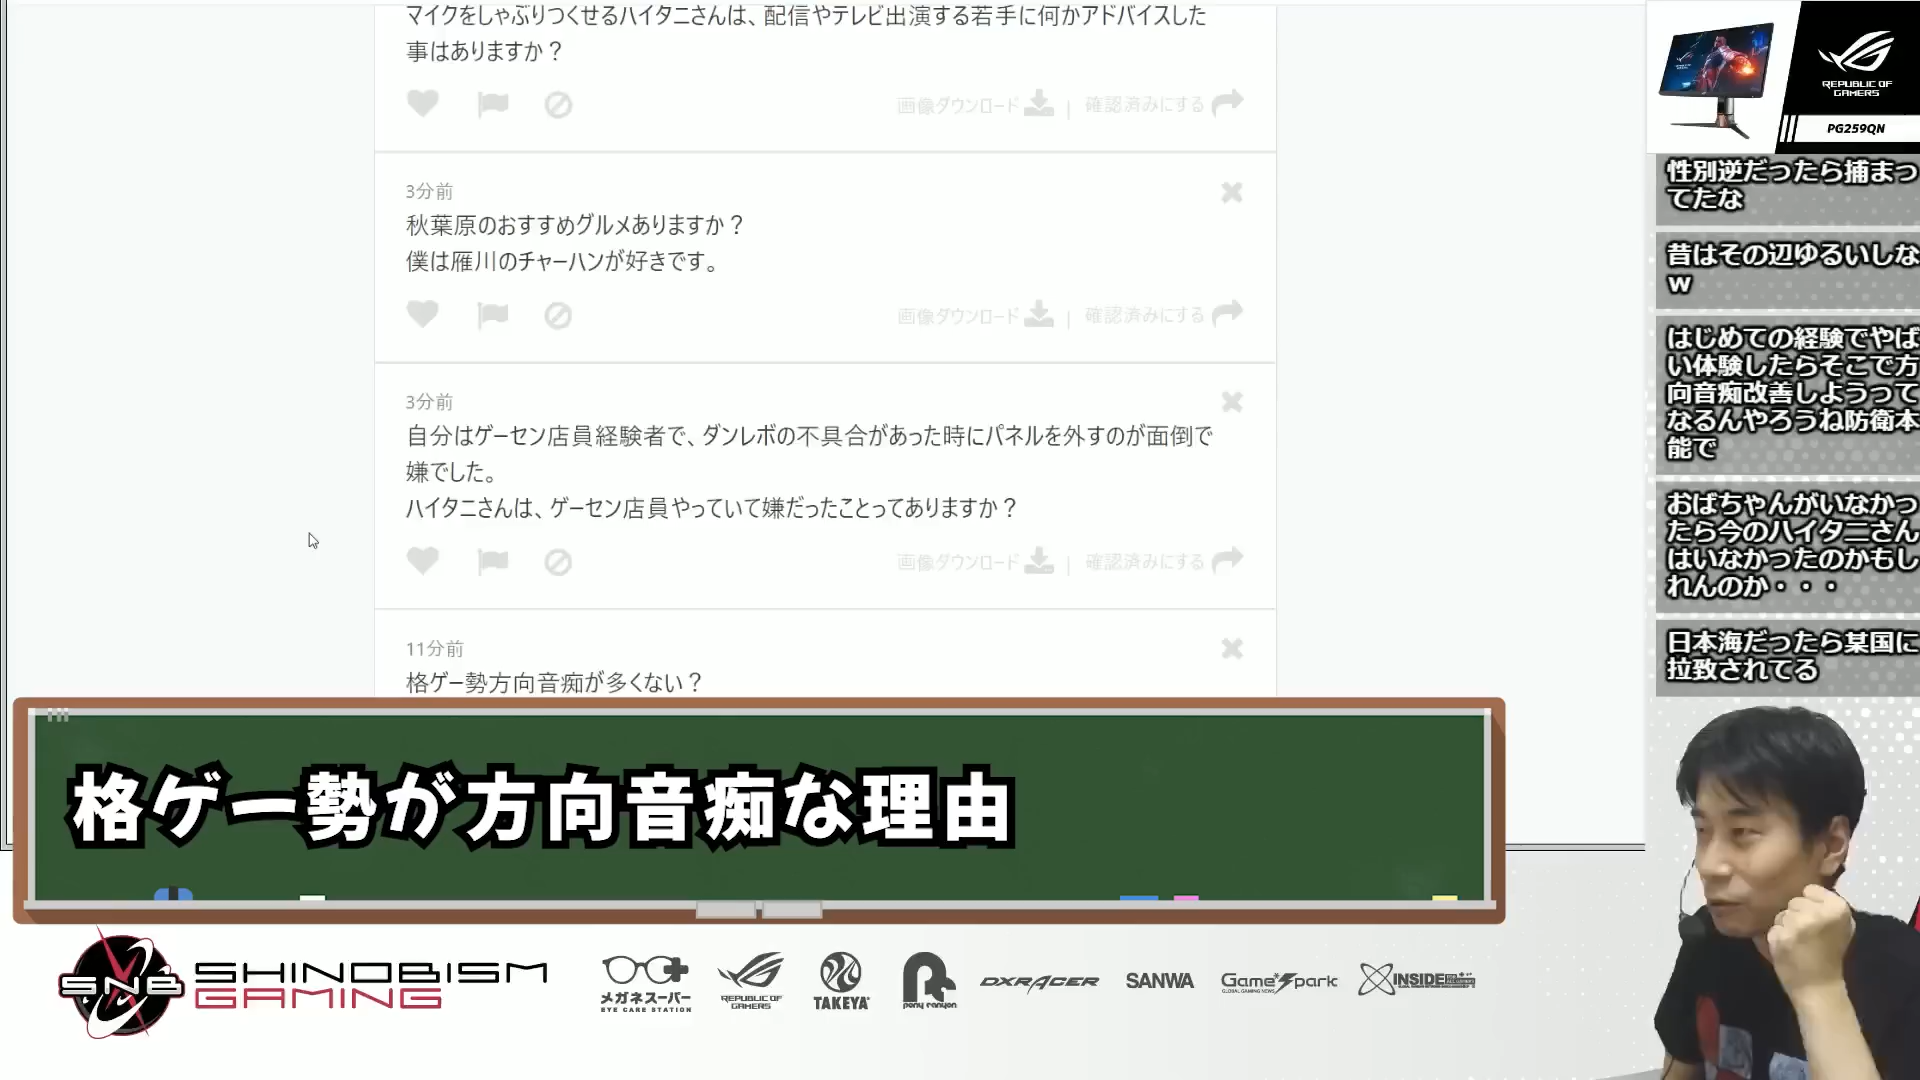 マイクをしゃぶりつくせるハイタニさんは、配信やテレビ出演する若手に何かアドバイスした
事はありますか？
画像ダウンロード | 確認済みにする
3分前
秋葉原のおすすめグルメありますか？
僕は雁川のチャーハンが好きです。
画像ダウンロード | 確認済みにする
3分前
自分はゲーセン店員経験者で、ダンレボの不具合があった時にパネルを外すのが面倒で
嫌でした。
ハイタニさんは、ゲーセン店員やっていて嫌だったことってありますか？
画像ダウンロード | 確認済みにする
11分前
格ゲー勢方向音痴が多くない？
格ゲー勢が方向音痴な理由
REPUBLIC OF
GAMERS
PG259QN
性別逆だったら捕まっ
てたな
昔はその辺ゆるいしな
w
はじめての経験でやば
い体験したらそこで方
向音痴改善しようって
なるんやろうね防衛本
能で
おばちゃんがいなかっ
たら今のハイタニさん
はいなかったのかもし
れんのか・・・
日本海だったら某国に
拉致されてる
SNB
SHINOBISM
GAMING
メガネスーパー
EYE CARE STATION
REPUBLIC OF
GAMERS
TAKEYA
pony canyon
DXRACER
SANWA
Game*Spark
GLOBAL GAMING NEWS
INSIDE